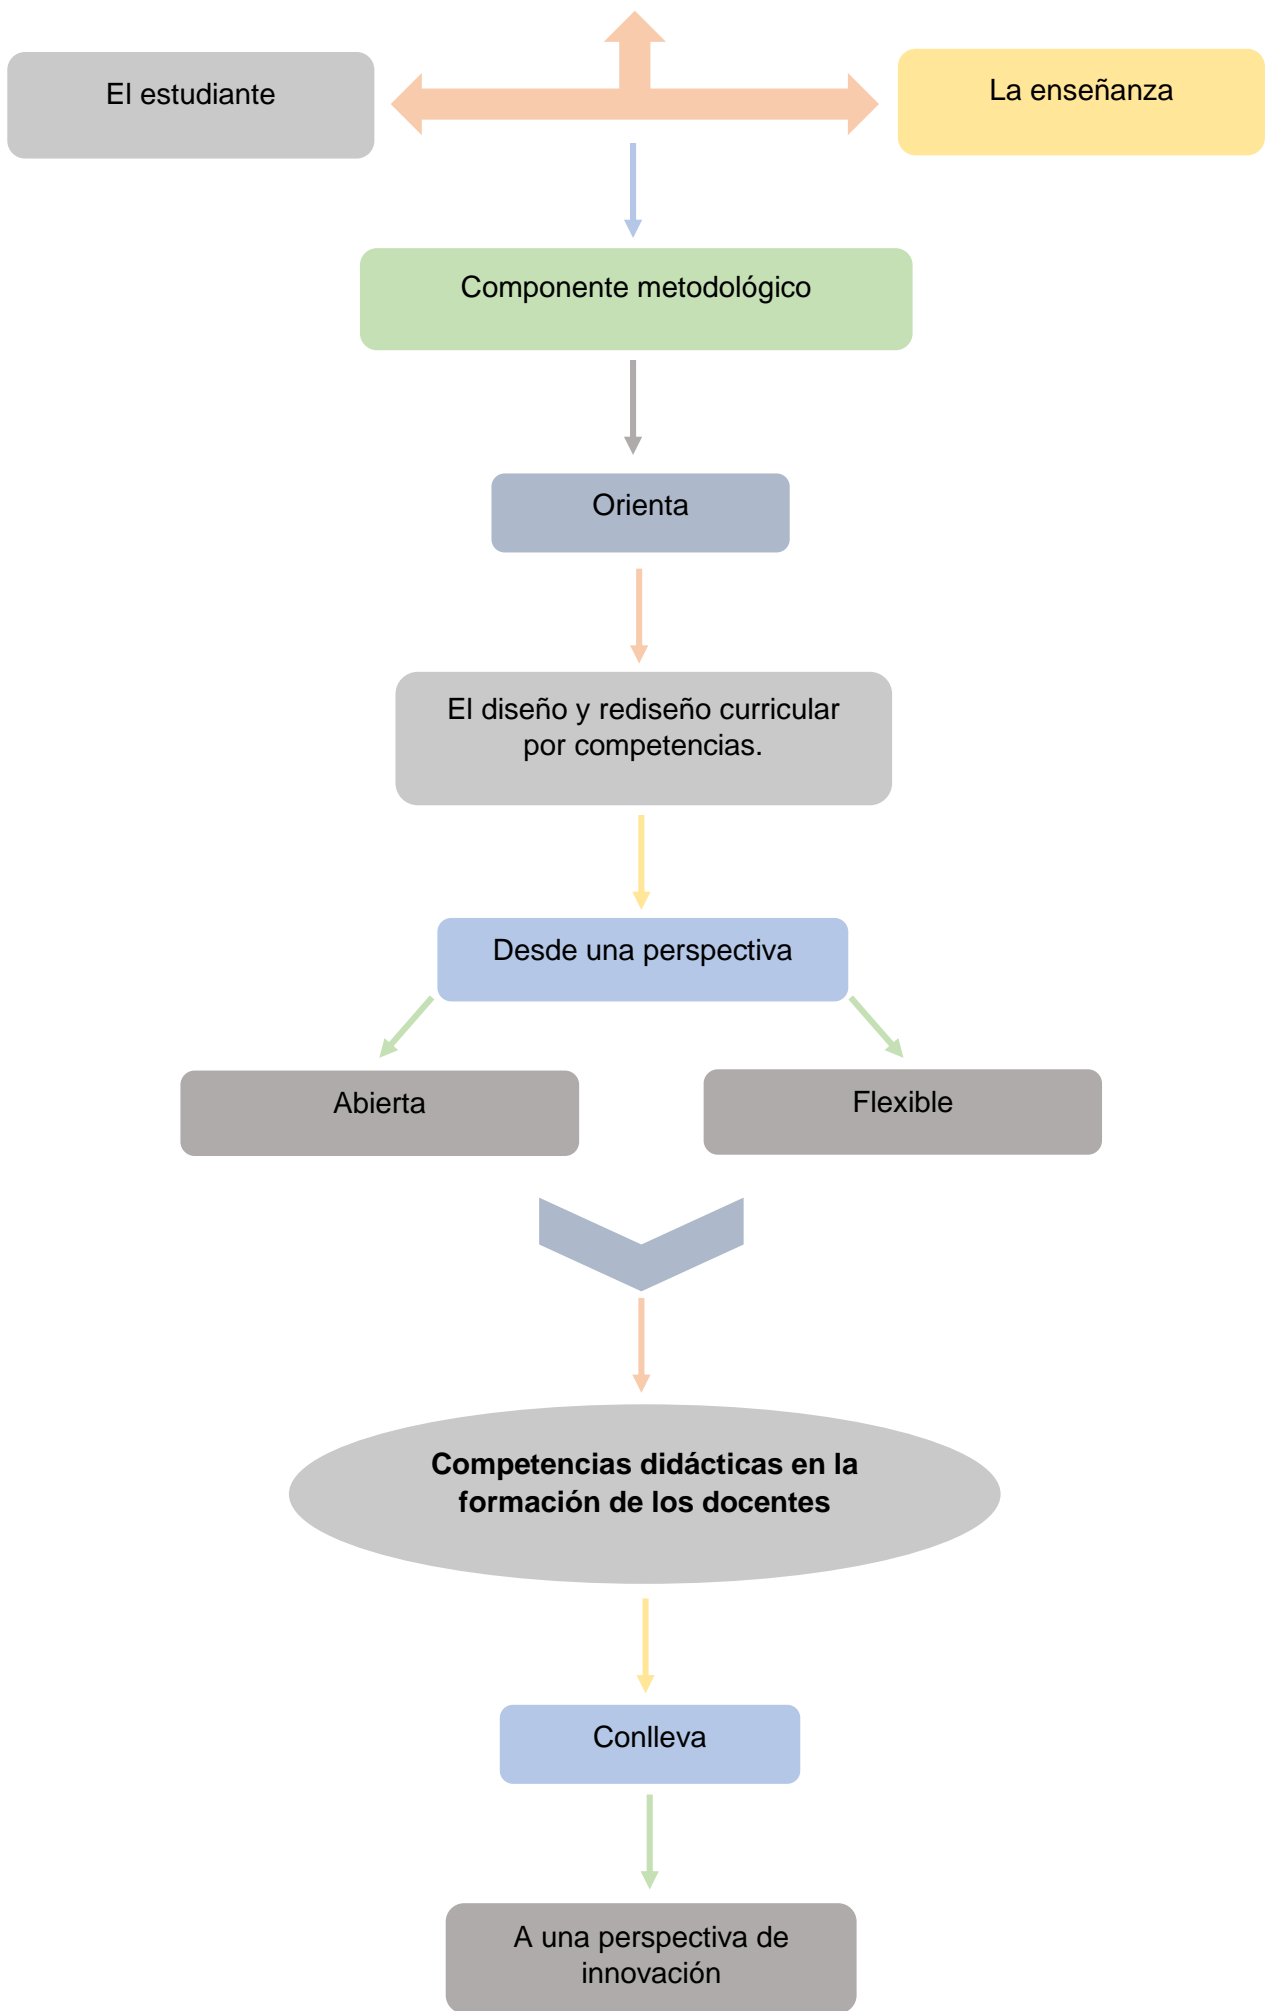 El estudiante
La enseñanza
Componente metodológico
Orienta
El diseño y rediseño curricular
por competencias.
Desde una perspectiva
Abierta
Flexible
Competencias didácticas en la
formación de los docentes
Conlleva
A una perspectiva de
innovación